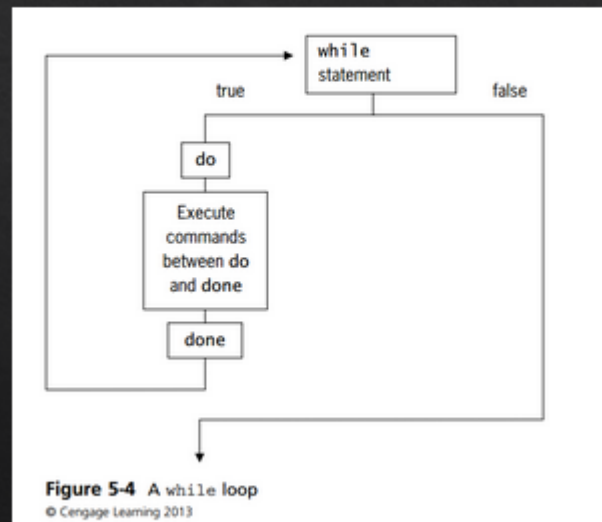 while
statement
true
false
do
Execute
commands
between do
and done
done
Figure 5-4 A while loop
© Cengage Learning 2013